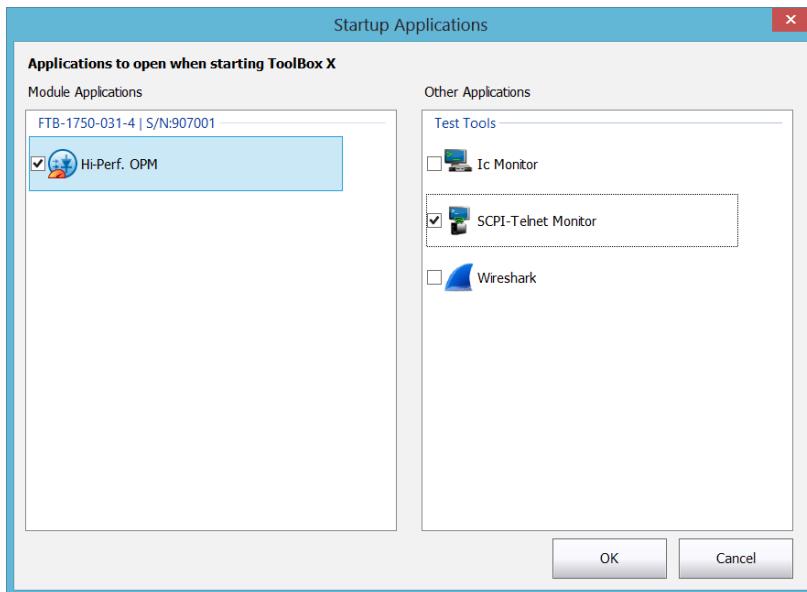 Startup Applications
Applications to open when starting ToolBox X
Module Applications
FTB-1750-031-4 | S/N:907001
Hi-Perf. OPM
Other Applications
Test Tools
Ic Monitor
SCPI-Telnet Monitor
Wireshark
OK
Cancel